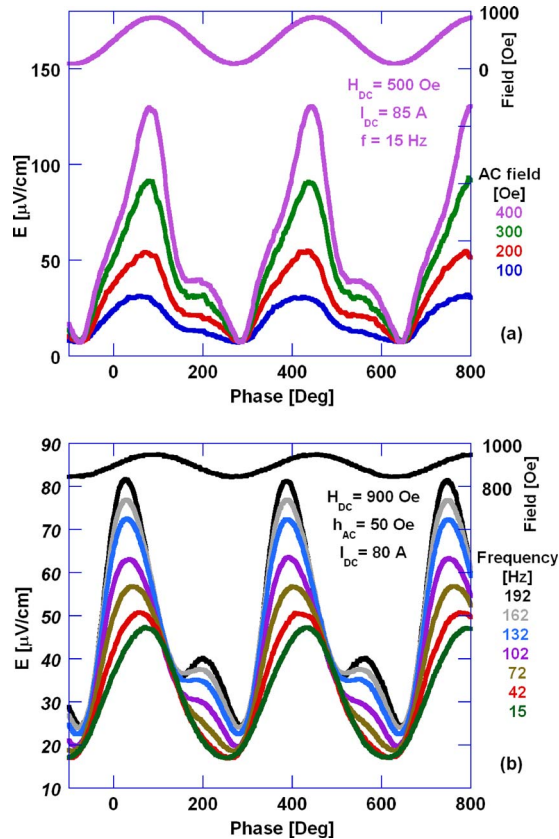 1000
Field [Oe]
0
150
100
50
0
E [µV/cm]
H_DC = 500 Oe
I_DC = 85 A
f = 15 Hz
AC field
[Oe]
400
300
200
100
(a)
0 200 400 600 800
Phase [Deg]
90
80
70
60
50
40
30
20
10
E [µV/cm]
1000
800
Field [Oe]
H_DC = 900 Oe
h_AC = 50 Oe
I_DC = 80 A
Frequency
[Hz]
192
162
132
102
72
42
15
(b)
0 200 400 600 800
Phase [Deg]